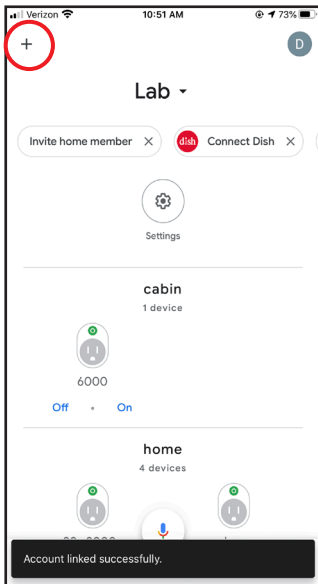 Verizon 10:51 AM 73%
D
Lab
Invite home member
dish Connect Dish
Settings
cabin
1 device
6000
Off • On
home
4 devices
Account linked successfully.